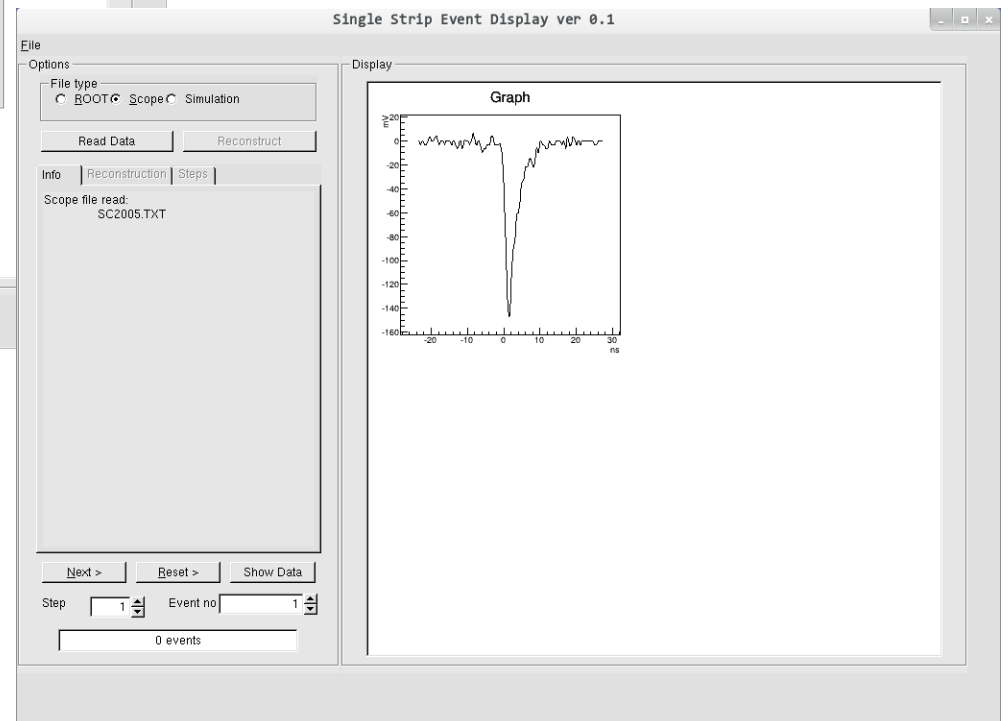 Single Strip Event Display ver 0.1
File
Options
File type
ROOT Scope Simulation
Read Data Reconstruct
Info Reconstruction Steps
Scope file read:
SC2005.TXT
Next > Reset > Show Data
Step 1 Event no 1
0 events
Display
Graph
mV
20
0
-20
-40
-60
-80
-100
-120
-140
-160
-20 -10 0 10 20 30
ns